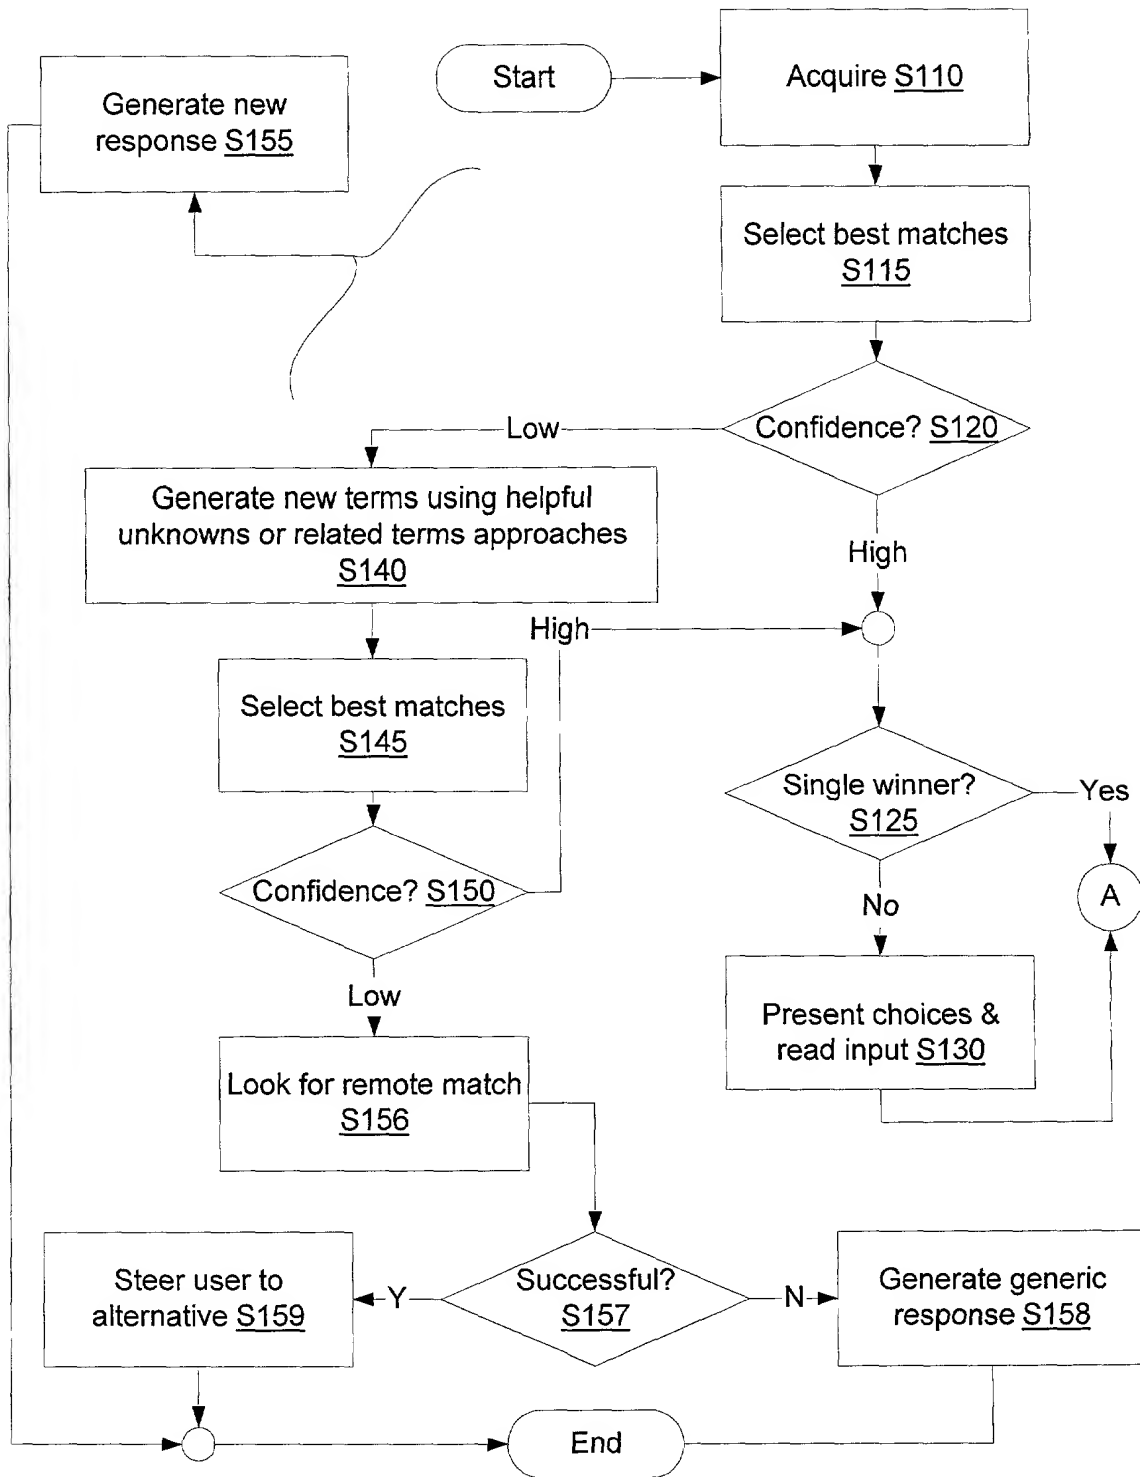 Start
Acquire S110
Generate new
response S155
Select best matches
S115
Confidence? S120
Low
High
Generate new terms using helpful
unknowns or related terms approaches
S140
High
Select best matches
S145
Single winner?
S125
Yes
A
Confidence? S150
No
Low
Present choices &
read input S130
Look for remote match
S156
Successful?
S157
Y
N
Steer user to
alternative S159
Generate generic
response S158
End